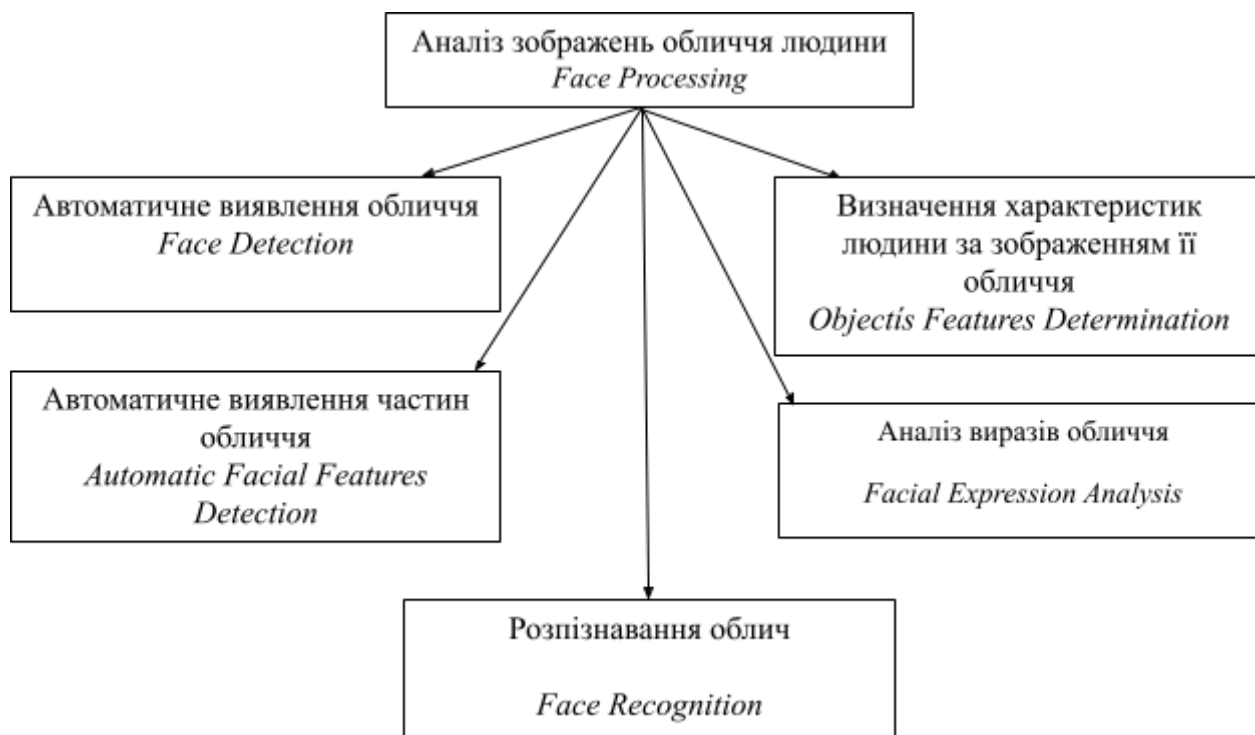 Аналіз зображень обличчя людини
Face Processing
Автоматичне виявлення обличчя
Face Detection
Визначення характеристик
людини за зображенням її
обличчя
Objectís Features Determination
Автоматичне виявлення частин
обличчя
Automatic Facial Features
Detection
Аналіз виразів обличчя
Facial Expression Analysis
Розпізнавання облич
Face Recognition